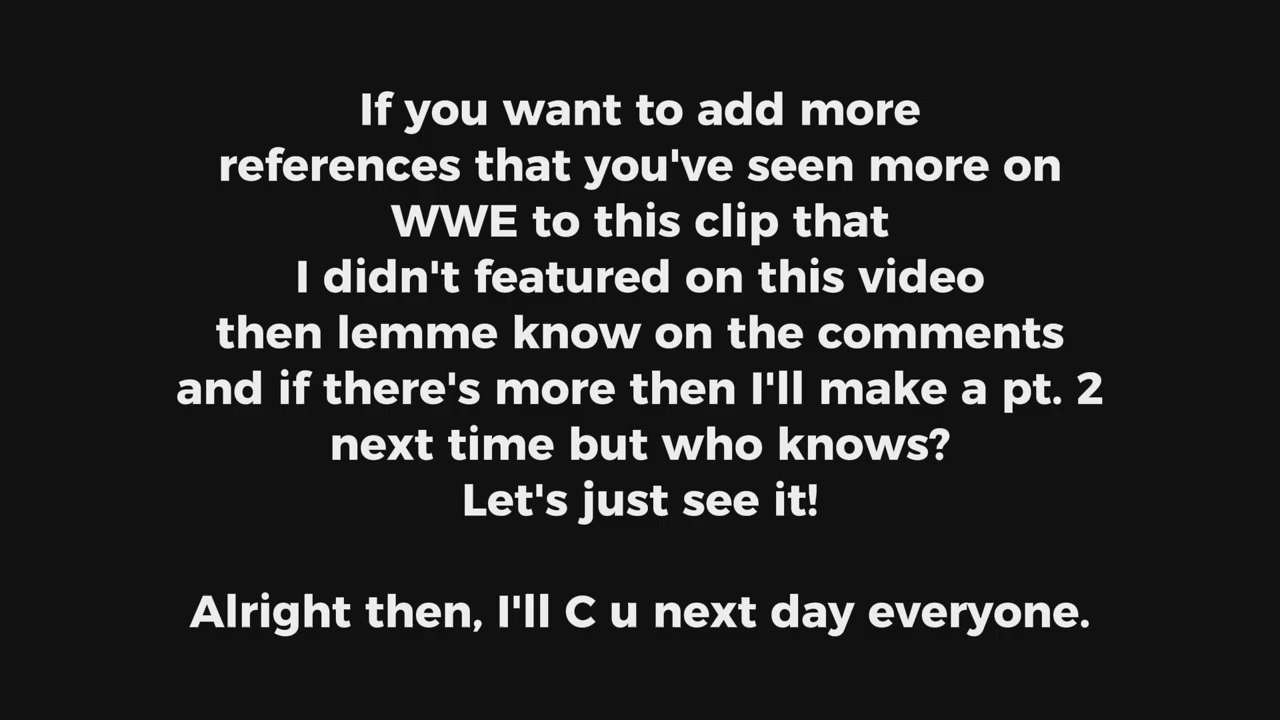 If you want to add more
references that you've seen more on
WWE to this clip that
I didn't featured on this video
then lemme know on the comments
and if there's more then I'll make a pt. 2
next time but who knows?
Let's just see it!
Alright then, I'll C u next day everyone.